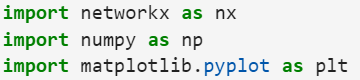 import networkx as nx
import numpy as np
import matplotlib.pyplot as plt